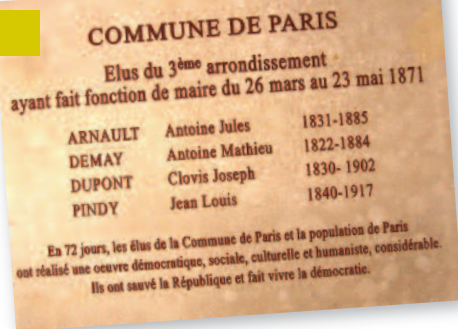 COMMUNE DE PARIS
Elus du 3ème arrondissement
ayant fait fonction de maire du 26 mars au 23 mai 1871
ARNAULT Antoine Jules 1831-1885
DEMAY Antoine Mathieu 1822-1884
DUPONT Clovis Joseph 1830- 1902
PINDY Jean Louis 1840-1917
En 72 jours, les élus de la Commune de Paris et la population de Paris
ont réalisé une oeuvre démocratique, sociale, culturelle et humaniste, considérable.
Ils ont sauvé la République et fait vivre la démocratie.